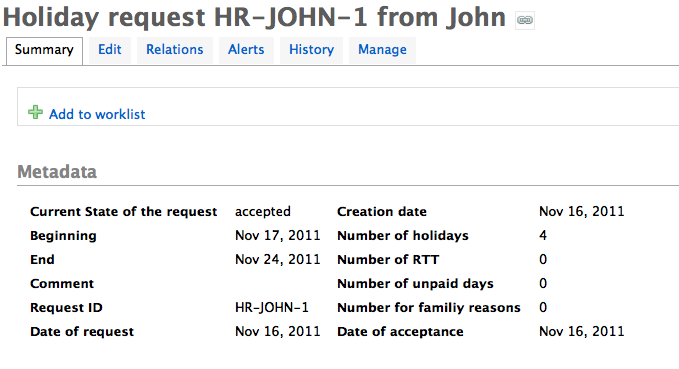 Holiday request HR-JOHN-1 from John
Summary Edit Relations Alerts History Manage
Add to worklist
Metadata
Current State of the request accepted Creation date Nov 16, 2011
Beginning Nov 17, 2011 Number of holidays 4
End Nov 24, 2011 Number of RTT 0
Comment Number of unpaid days 0
Request ID HR-JOHN-1 Number for familiy reasons 0
Date of request Nov 16, 2011 Date of acceptance Nov 16, 2011